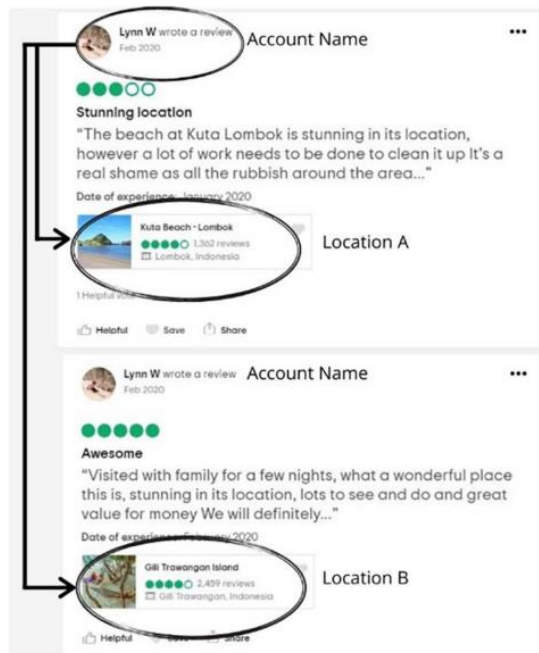 Lynn W wrote a review
Account Name
Feb 2020
Stunning location
"The beach at Kuta Lombok is stunning in its location,
however a lot of work needs to be done to clean it up It's a
real shame as all the rubbish around the area..."
Date of experience: January 2020
Kuta Beach - Lombok
1,362 reviews
Location A
Lombok, Indonesia
1 Helpful vote
Helpful Save Share
Lynn W wrote a review
Account Name
Feb 2020
Awesome
"Visited with family for a few nights, what a wonderful place
this is, stunning in its location, lots to see and do and great
value for money We will definitely..."
Date of experience: February 2020
Gili Trawangan Island
2,459 reviews
Location B
Gili Trawangan, Indonesia
Helpful Save Share